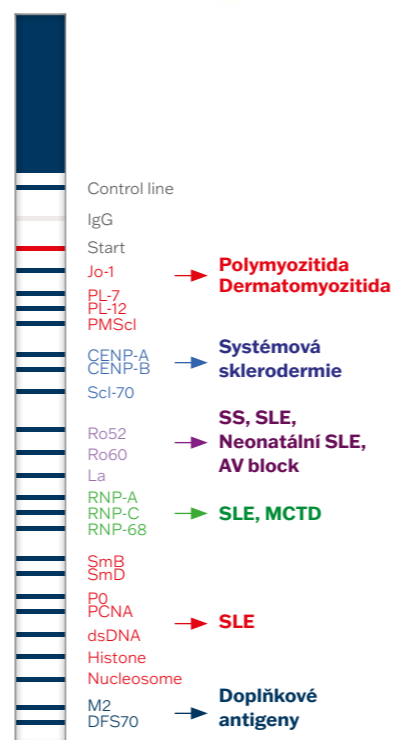 Control line
IgG
Start
Jo-1
PL-7
PL-12
PMScl
Polymyozitida
Dermatomyozitida
CENP-A
CENP-B
Scl-70
Systémová
sklerodermie
Ro52
Ro60
La
SS, SLE,
Neonatální SLE,
AV block
RNP-A
RNP-C
RNP-68
SLE, MCTD
SmB
SmD
P0
PCNA
dsDNA
Histone
Nucleosome
SLE
M2
DFS70
Doplňkové
antigeny